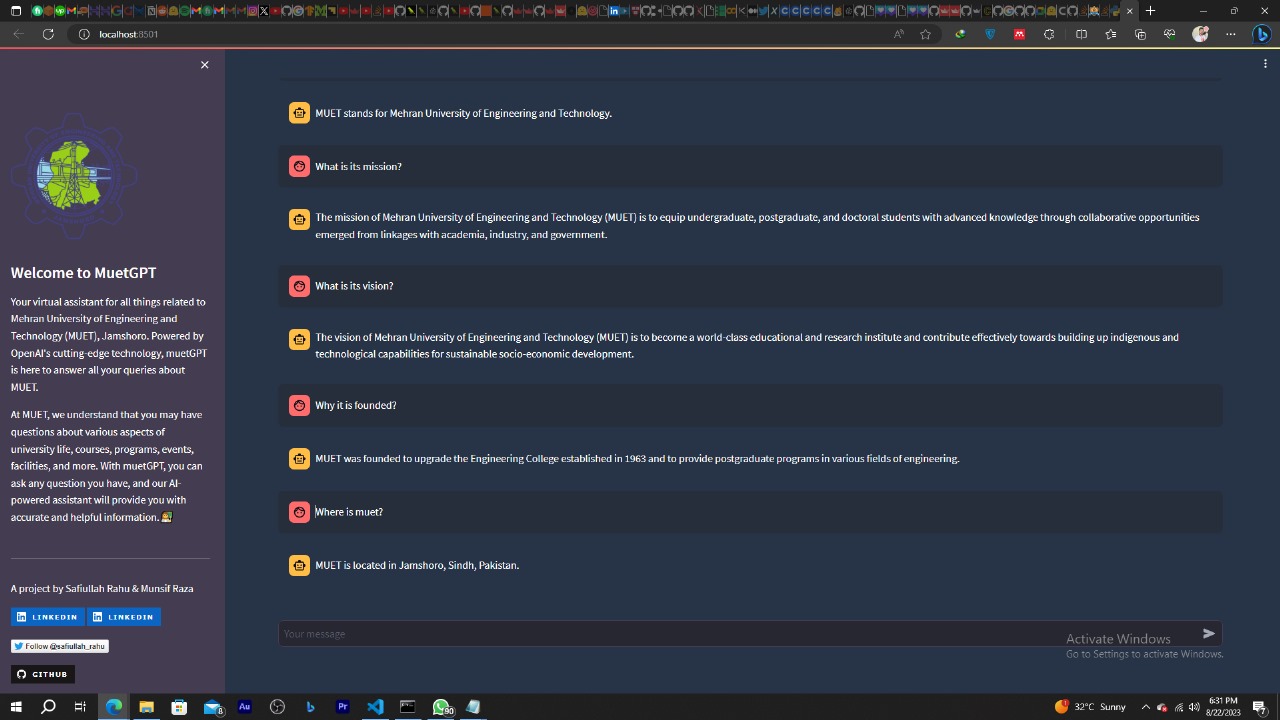 localhost:8501
MUET stands for Mehran University of Engineering and Technology.
What is its mission?
The mission of Mehran University of Engineering and Technology (MUET) is to equip undergraduate, postgraduate, and doctoral students with advanced knowledge through collaborative opportunities
emerged from linkages with academia, industry, and government.
What is its vision?
The vision of Mehran University of Engineering and Technology (MUET) is to become a world-class educational and research institute and contribute effectively towards building up indigenous and
technological capabilities for sustainable socio-economic development.
Why it is founded?
MUET was founded to upgrade the Engineering College established in 1963 and to provide postgraduate programs in various fields of engineering.
Where is muet?
MUET is located in Jamshoro, Sindh, Pakistan.
Your message
Activate Windows
Go to Settings to activate Windows.
Welcome to MuetGPT
Your virtual assistant for all things related to
Mehran University of Engineering and
Technology (MUET), Jamshoro. Powered by
OpenAI's cutting-edge technology, muetGPT
is here to answer all your queries about
MUET.
At MUET, we understand that you may have
questions about various aspects of
university life, courses, programs, events,
facilities, and more. With muetGPT, you can
ask any question you have, and our AI-
powered assistant will provide you with
accurate and helpful information.
A project by Safiullah Rahu & Munsif Raza
LINKEDIN LINKEDIN
Follow @safiullah_rahu
GITHUB
8 Au Pr 90
1 32°C Sunny
6:31 PM
8/22/2023